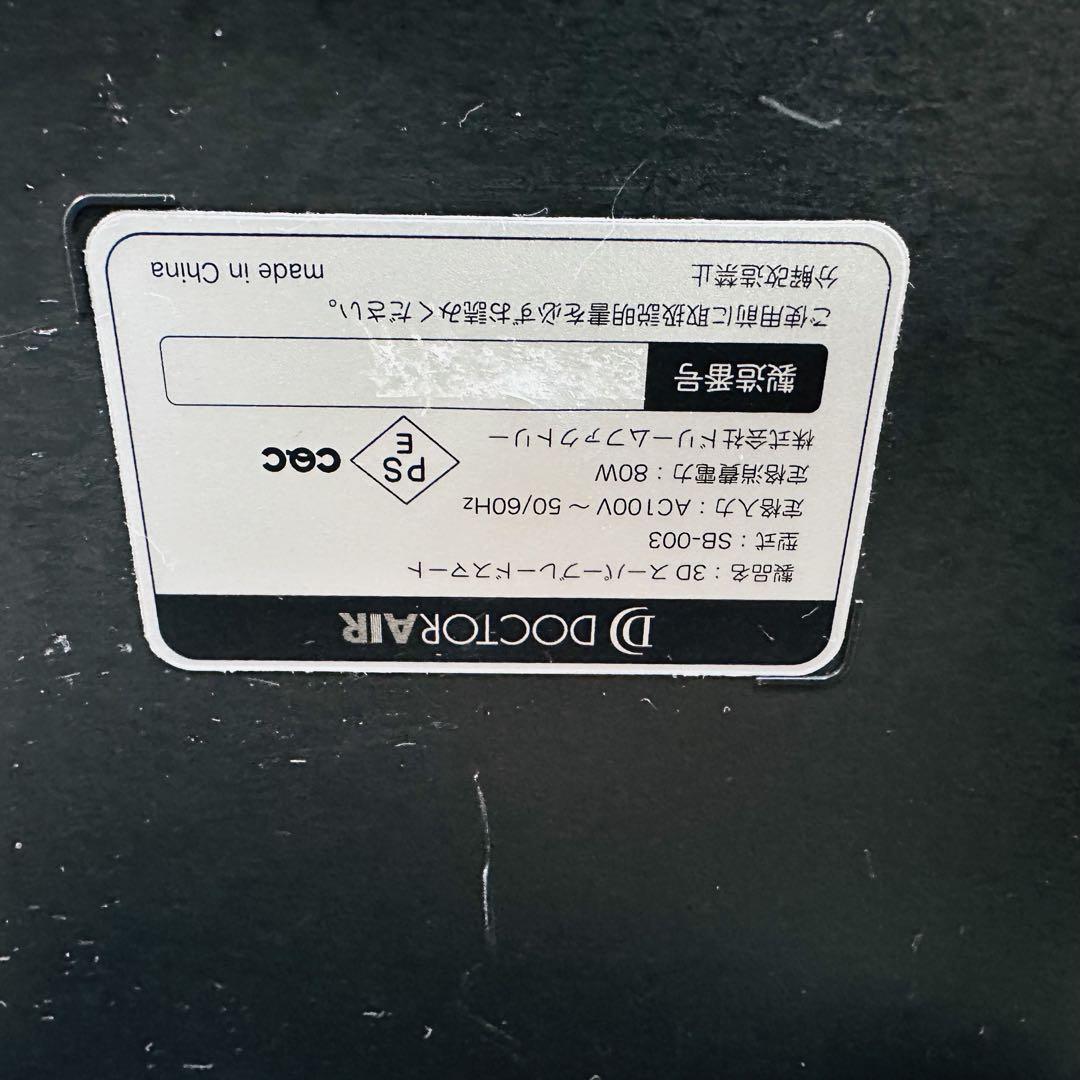 DOCTORAIR
製品名：3Dスーパーブレードスマート
型式：SB-003
定格入力：AC100V ～ 50/60Hz
定格消費電力：80W
株式会社ドリームファクトリー
PS
E
CQC
製造番号
ご使用前に取扱説明書を必ずお読みください。
分解改造禁止 made in China